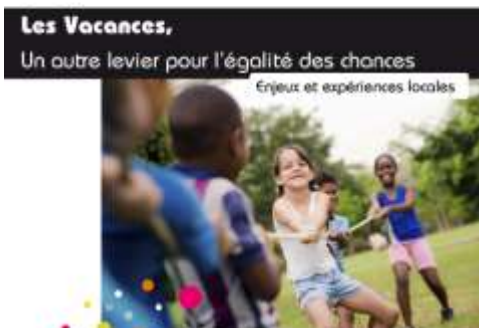 Les Vacances,
Un autre levier pour l'égalité des chances
Enjeux et expériences locales